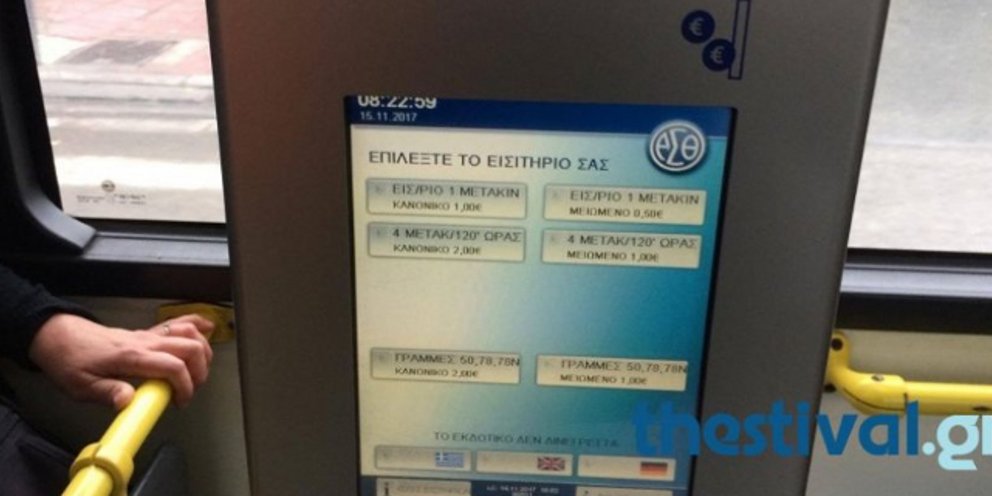 08:22:59
15.11.2017
ΑΣΘ
ΕΠΙΛΕΞΤΕ ΤΟ ΕΙΣΙΤΗΡΙΟ ΣΑΣ
ΕΙΣ/ΡΙΟ 1 ΜΕΤΑΚΙΝ
ΚΑΝΟΝΙΚΟ 1,00€
ΕΙΣ/ΡΙΟ 1 ΜΕΤΑΚΙΝ
ΜΕΙΩΜΕΝΟ 0,50€
4 ΜΕΤΑΚ/120' ΩΡΑΣ
ΚΑΝΟΝΙΚΟ 2,00€
4 ΜΕΤΑΚ/120' ΩΡΑΣ
ΜΕΙΩΜΕΝΟ 1,00€
ΓΡΑΜΜΕΣ 50,78,78Ν
ΚΑΝΟΝΙΚΟ 2,00€
ΓΡΑΜΜΕΣ 50,78,78Ν
ΜΕΙΩΜΕΝΟ 1,00€
ΤΟ ΕΚΔΟΤΙΚΟ ΔΕΝ ΔΙΝΕΙ ΡΕΣΤΑ
thestival.gr